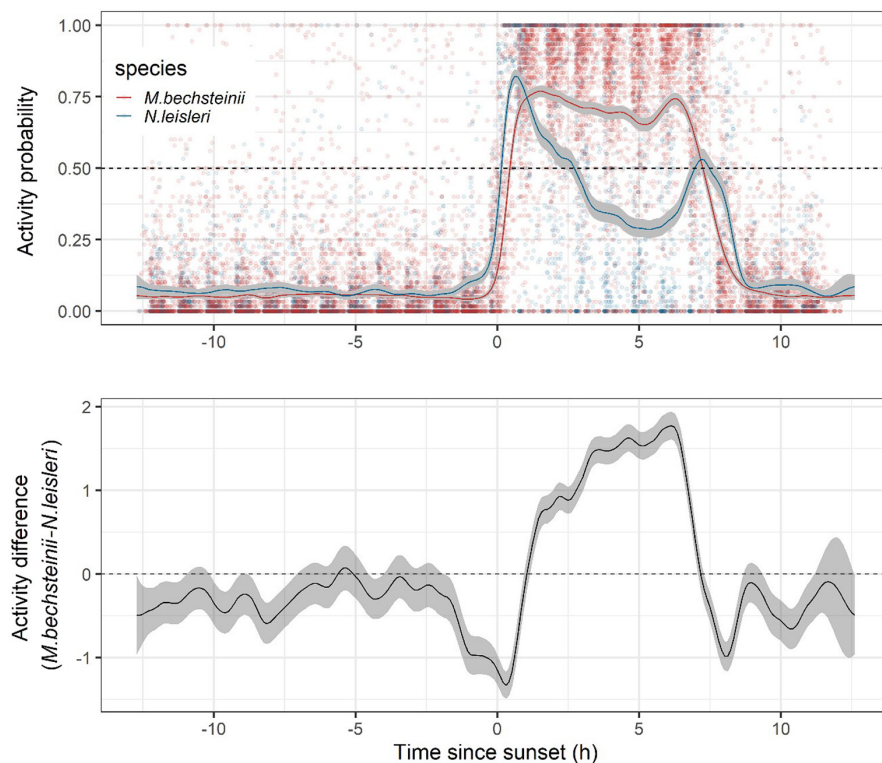 1.00
0.75
0.50
0.25
0.00
Activity probability
species
M.bechsteinii
N.leisleri
-10
-5
0
5
10
2
1
0
-1
Activity difference
(M.bechsteinii-N.leisleri)
-10
-5
0
5
10
Time since sunset (h)